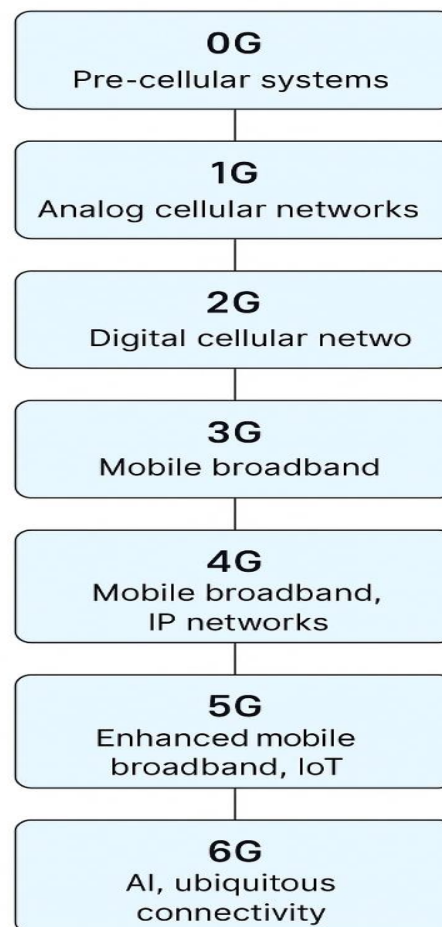 0G
Pre-cellular systems
1G
Analog cellular networks
2G
Digital cellular netwo
3G
Mobile broadband
4G
Mobile broadband,
IP networks
5G
Enhanced mobile
broadband, IoT
6G
AI, ubiquitous
connectivity